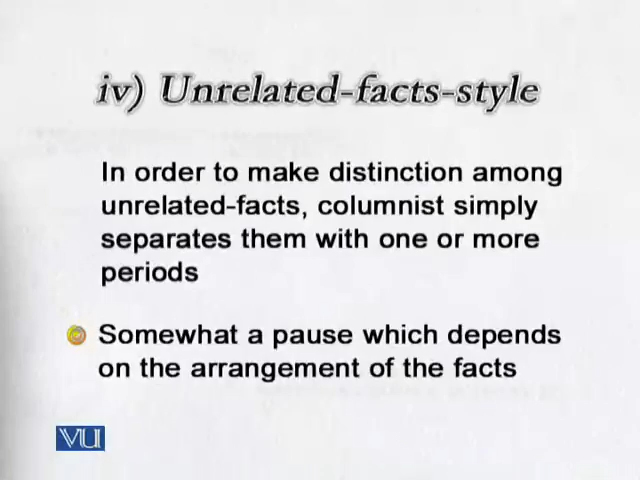 iv) Unrelated-facts-style
In order to make distinction among
unrelated-facts, columnist simply
separates them with one or more
periods
Somewhat a pause which depends
on the arrangement of the facts
VU